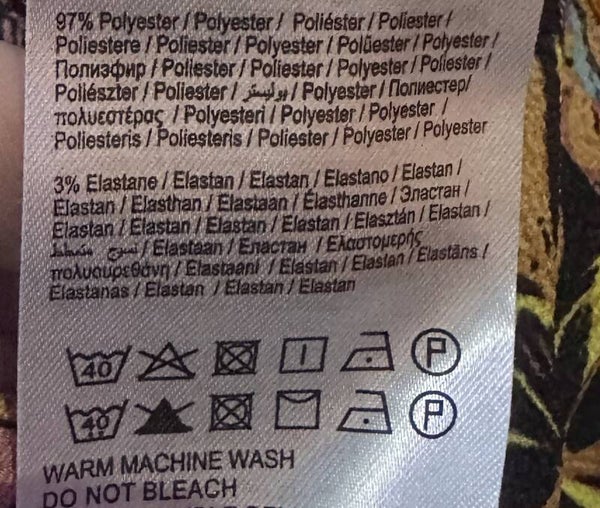 97% Polyester / Polyester / Poliéster / Poliester /
Poliestere / Poliester / Polyester / Polüester / Polyester /
Полиэфир / Poliester / Poliester / Polyester / Poliester /
Poliészter / Poliester / بوليستر / Polyester / Полиестер/
πολυεστέρας / Polyesteri / Polyester / Polyester /
Poliesteris / Poliesteris / Poliester / Polyester / Polyester
3% Elastane / Elastan / Elastan / Elastano / Elastan /
Elastan / Elasthan / Elastaan / Élasthanne / Эластан /
Elastan / Elastan / Elastan / Elastan / Elasztán / Elastan /
نسيج مطاط / Elastaan / Еластан / Ελαστομερής
πολυουρεθάνη / Elastaani / Elastan / Elastan / Elastāns /
Elastanas / Elastan / Elastan / Elastan
40 P
40 P
WARM MACHINE WASH
DO NOT BLEACH